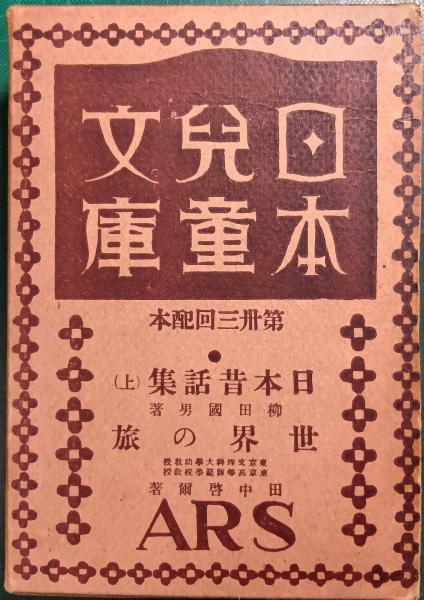 日本
兒童
文庫
第卅三回配本
日本昔話集（上）
柳田國男著
世界の旅
東京文理科大學助教授
東京高等師範學校教授
田中啓爾著
ARS